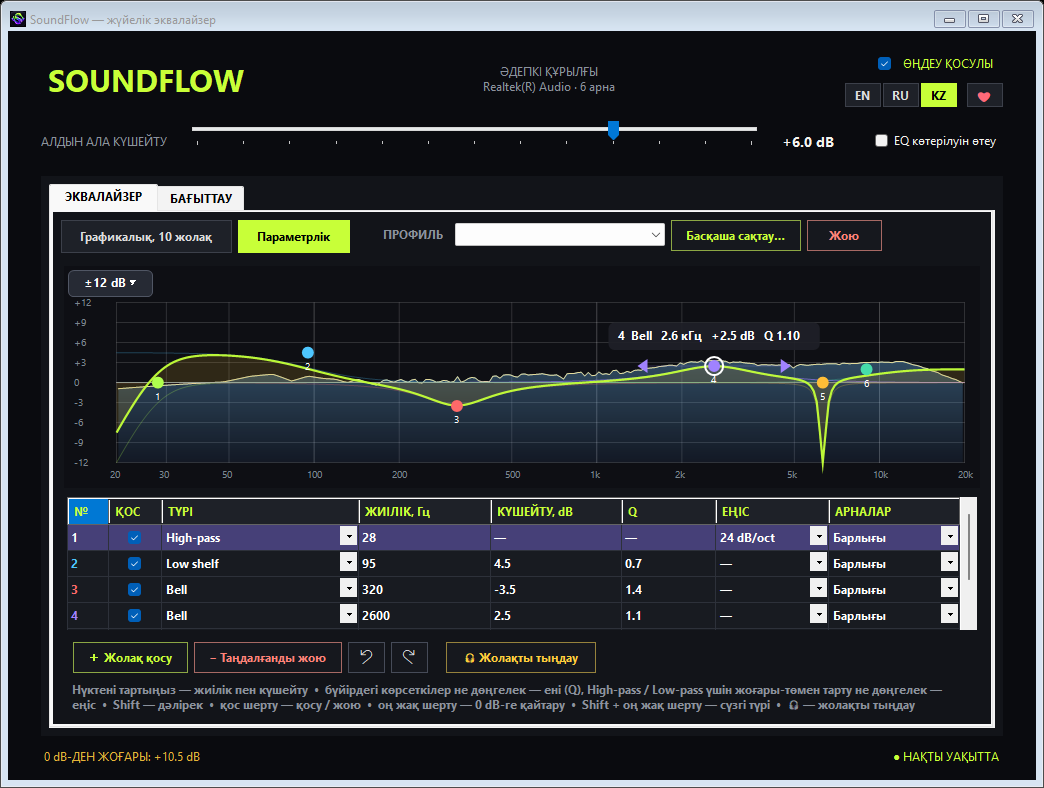 SoundFlow — жүйелік эквалайзер
SOUNDFLOW
ӘДЕПКІ ҚҰРЫЛҒЫ
Realtek(R) Audio · 6 арна
ӨҢДЕУ ҚОСУЛЫ
EN RU KZ
АЛДЫН АЛА КҮШЕЙТУ
+6.0 dB
EQ көтерілуін өтеу
ЭКВАЛАЙЗЕР БАҒЫТТАУ
Графикалық, 10 жолақ Параметрлік ПРОФИЛЬ Басқаша сақтау... Жою
±12 dB
+12
+9
+6
+3
0
-3
-6
-9
-12
4 Bell 2.6 кГц +2.5 dB Q 1.10
1
2
3
4
5
6
20 30 50 100 200 500 1k 2k 5k 10k 20k
№ ҚОС ТҮРІ ЖИІЛІК, Гц КҮШЕЙТУ, dB Q ЕҢІС АРНАЛАР
1 High-pass 28 — — 24 dB/oct Барлығы
2 Low shelf 95 4.5 0.7 — Барлығы
3 Bell 320 -3.5 1.4 — Барлығы
4 Bell 2600 2.5 1.1 — Барлығы
+ Жолақ қосу – Таңдалғанды жою Жолақты тыңдау
Нүктені тартыңыз — жиілік пен күшейту • бүйірдегі көрсеткілер не дөңгелек — ені (Q), High-pass / Low-pass үшін жоғары-төмен тарту не дөңгелек —
еңіс • Shift — дәлірек • қос шерту — қосу / жою • оң жақ шерту — 0 dB-ге қайтару • Shift + оң жақ шерту — сүзгі түрі • 🎧 — жолақты тыңдау
0 dB-ДЕН ЖОҒАРЫ: +10.5 dB
● НАҚТЫ УАҚЫТТА